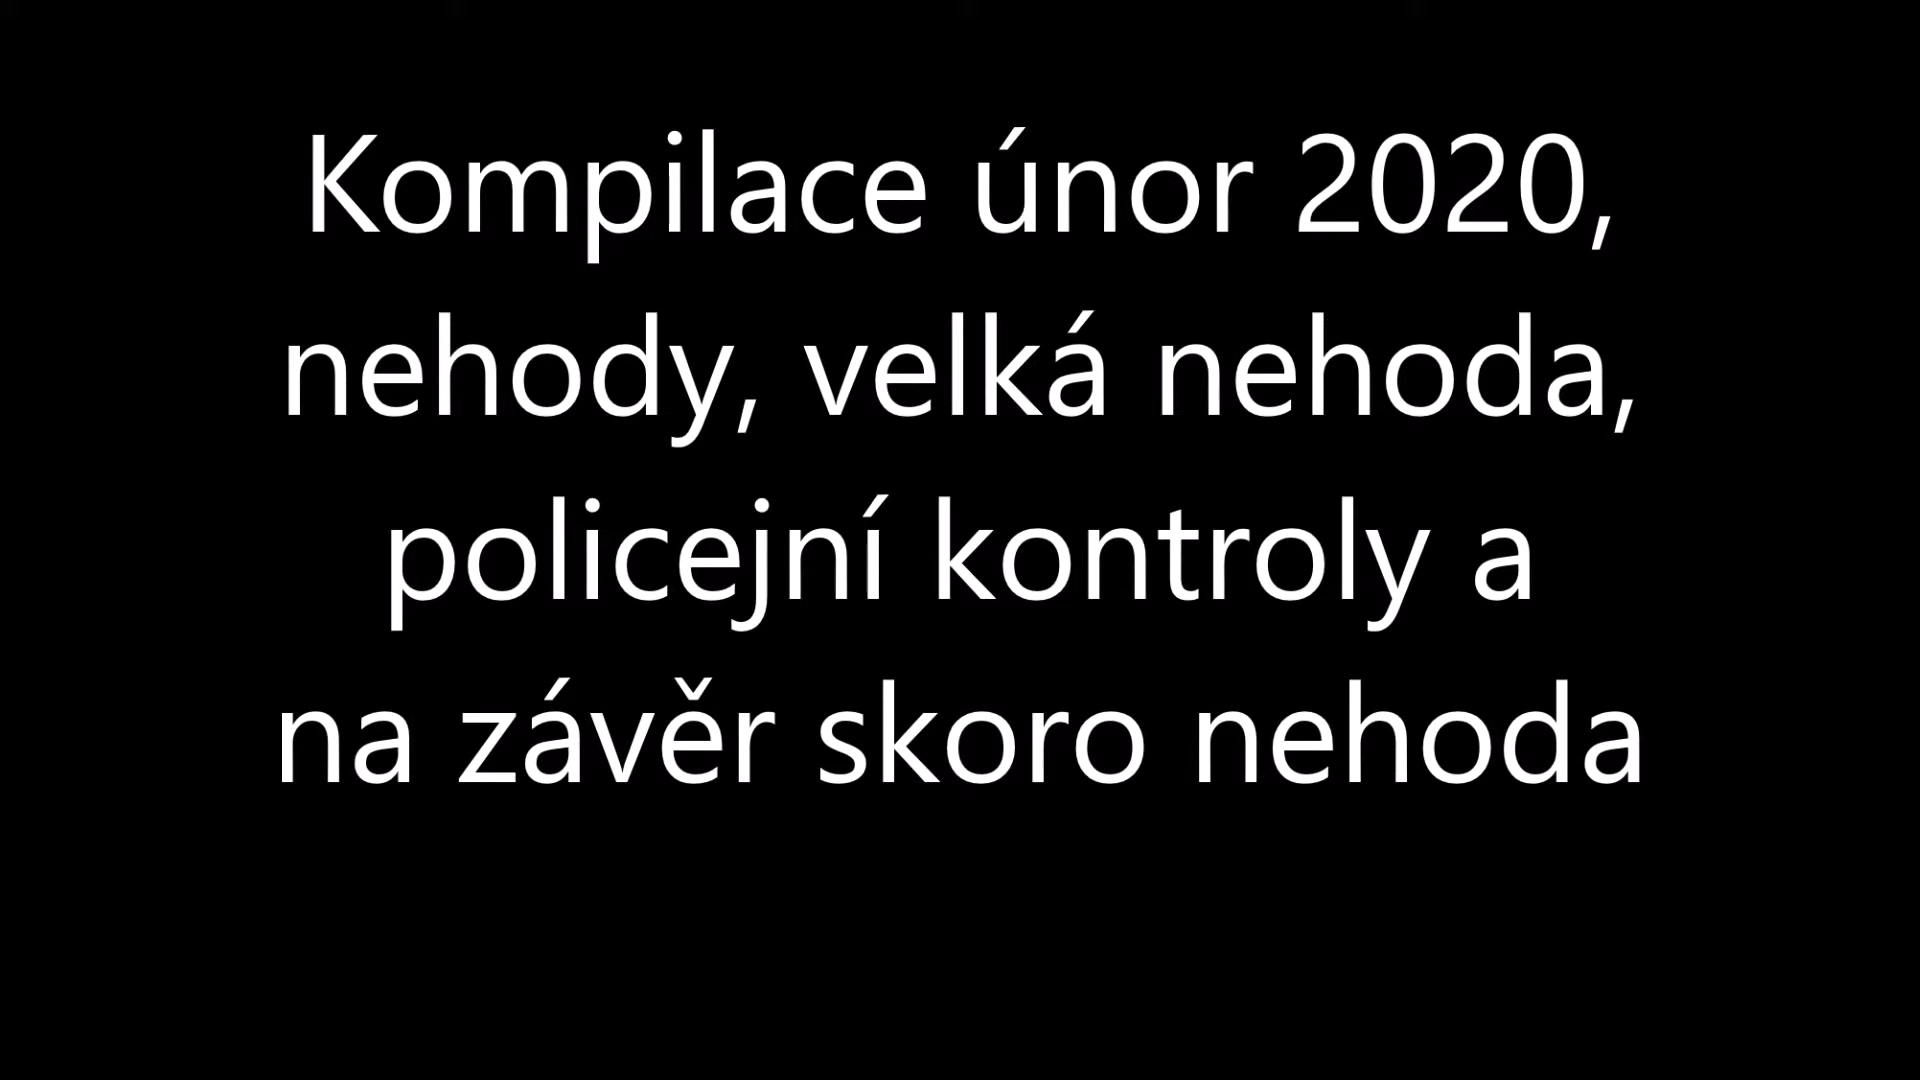 Kompilace únor 2020,
nehody, velká nehoda,
policejní kontroly a
na závěr skoro nehoda